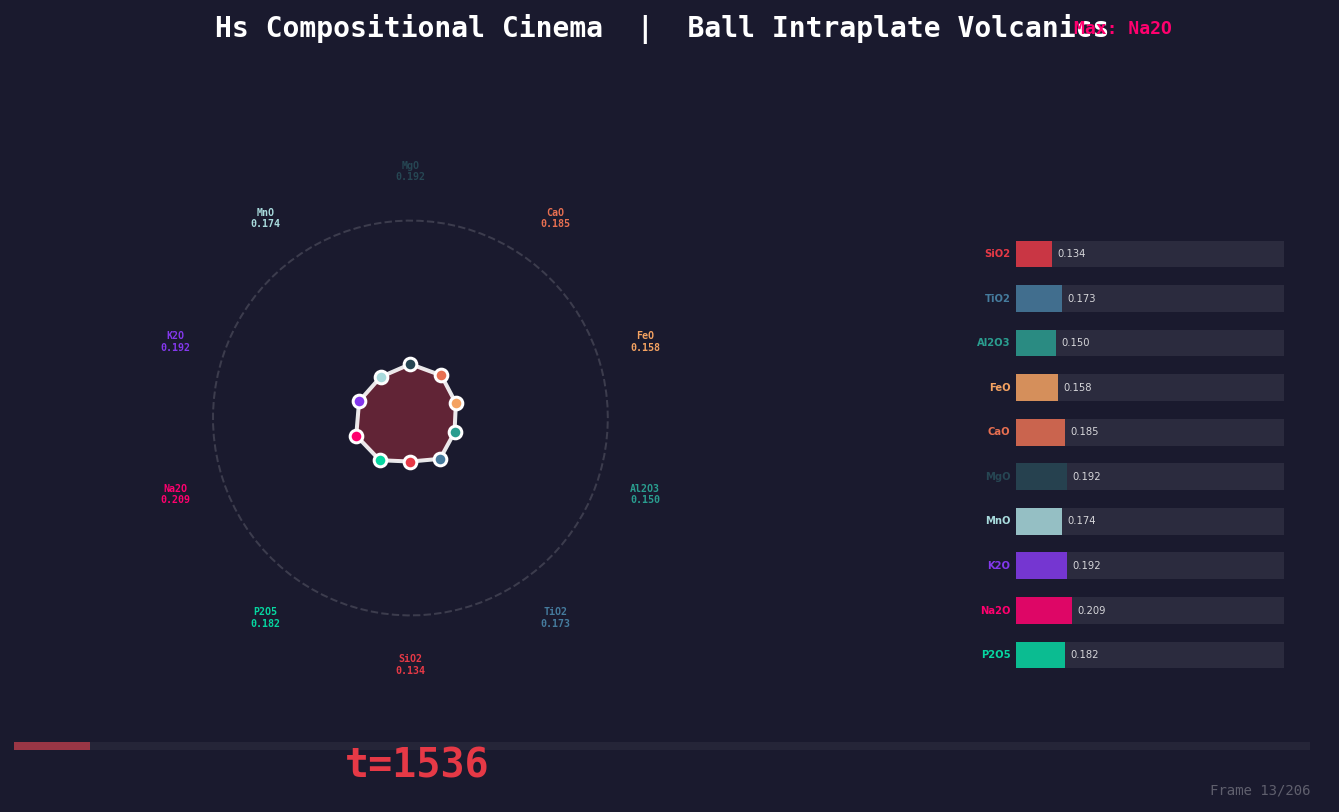 Hs Compositional Cinema | Ball Intraplate Volcanics
Max: Na2O
MgO
0.192
MnO
0.174
CaO
0.185
K2O
0.192
FeO
0.158
Na2O
0.209
Al2O3
0.150
P2O5
0.182
TiO2
0.173
SiO2
0.134
SiO2 0.134
TiO2 0.173
Al2O3 0.150
FeO 0.158
CaO 0.185
MgO 0.192
MnO 0.174
K2O 0.192
Na2O 0.209
P2O5 0.182
t=1536
Frame 13/206